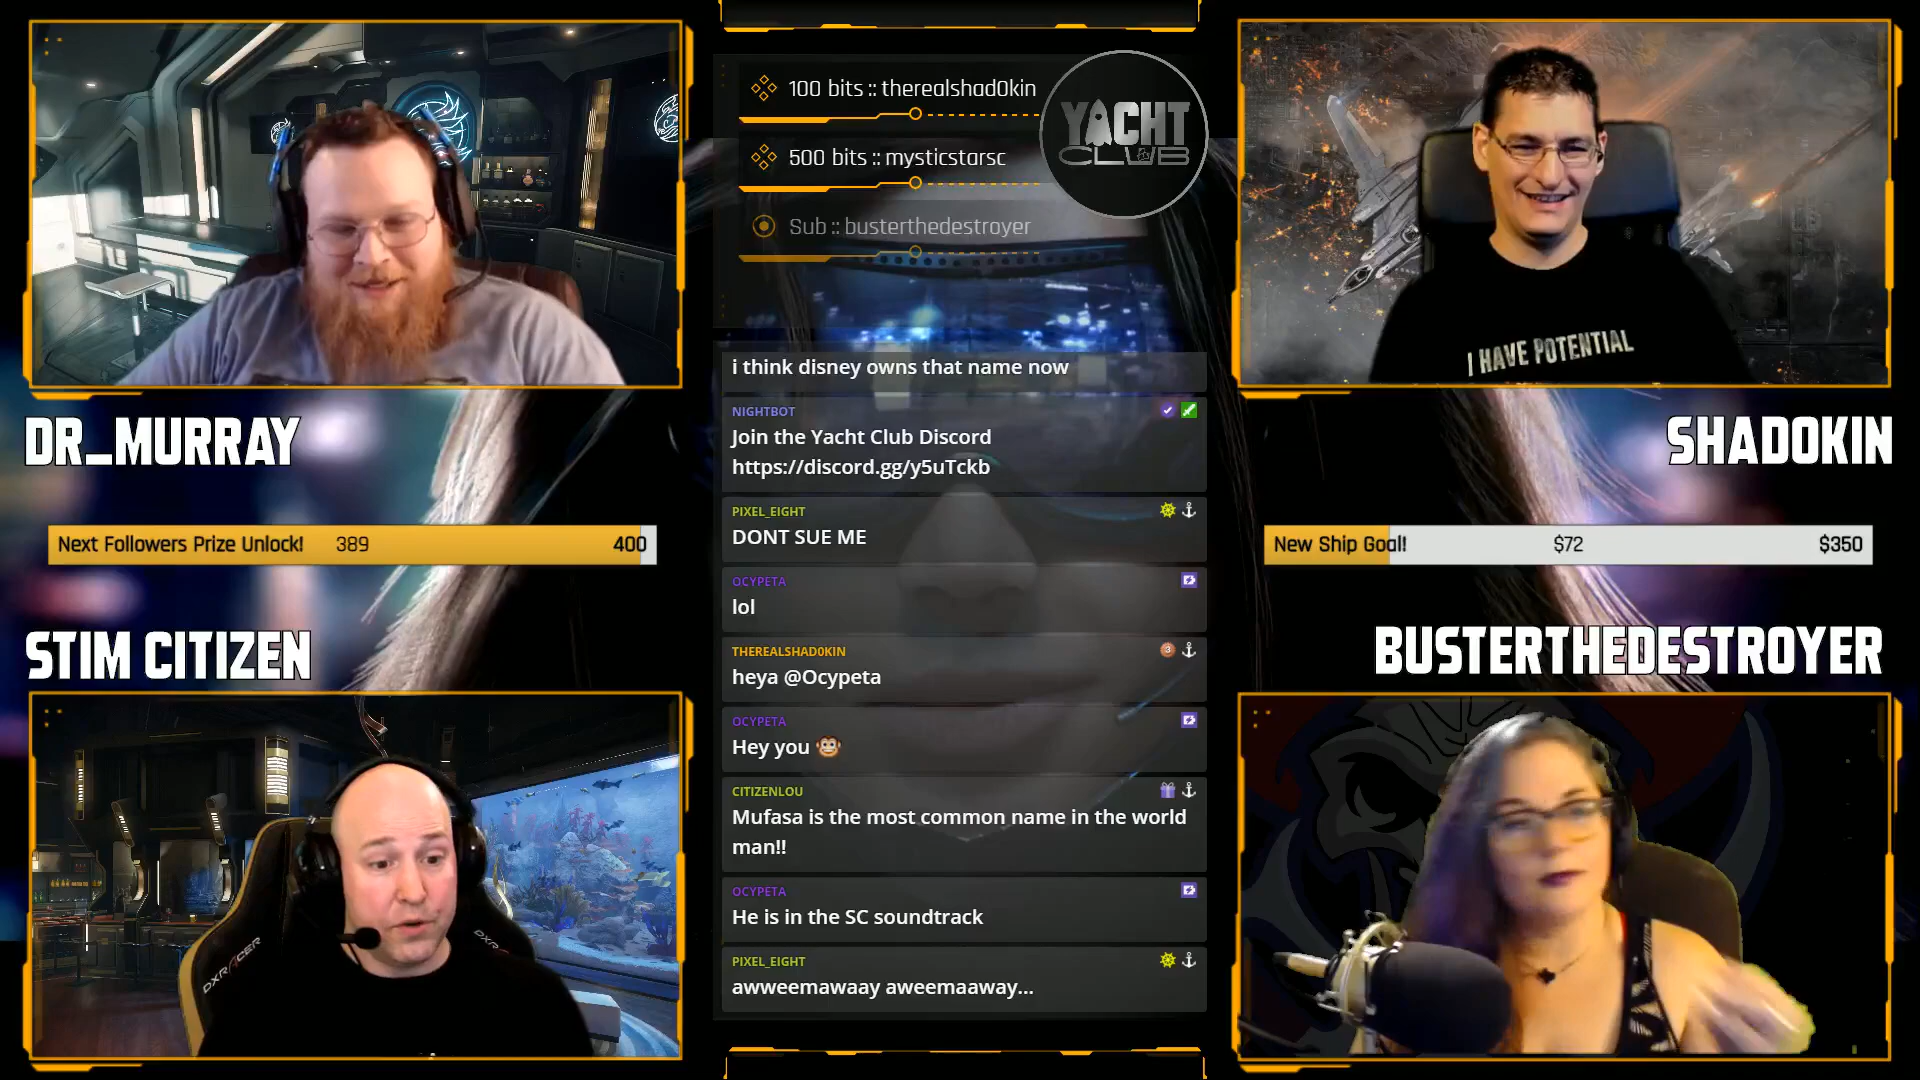 100 bits :: therealshad0kin
500 bits :: mysticstarsc
Sub :: busterthedestroyer
YACHT
CLUB
I HAVE POTENTIAL
DR_MURRAY
SHADOKIN
Next Followers Prize Unlock! 389 400
New Ship Goal! $72 $350
STIM CITIZEN
BUSTERTHEDESTROYER
i think disney owns that name now
NIGHTBOT
Join the Yacht Club Discord
https://discord.gg/y5uTckb
PIXEL_EIGHT
DONT SUE ME
OCYPETA
lol
THEREALSHAD0KIN
3
heya @Ocypeta
OCYPETA
Hey you
CITIZENLOU
Mufasa is the most common name in the world
man!!
OCYPETA
He is in the SC soundtrack
PIXEL_EIGHT
awweemawaay aweemaaway...
DXRACER